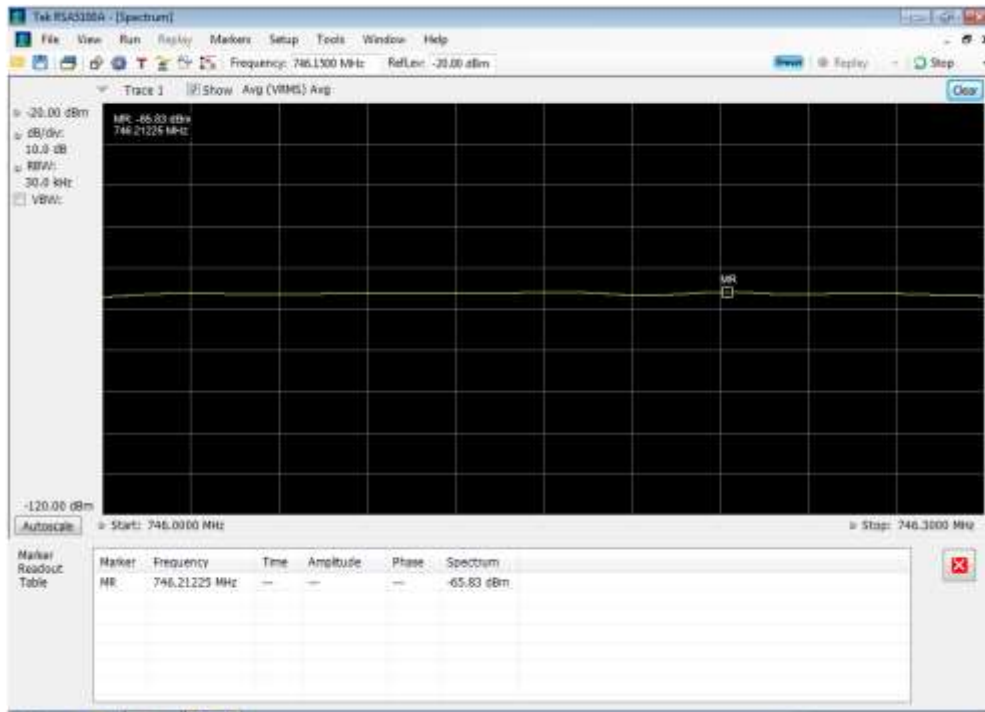 Tek RSA5100A - [Spectrum]
File View Run Replay Markers Setup Tools Window Help
Frequency: 746.1500 MHz RefLev: -20.00 dBm Preset Replay Stop
Trace 1 Show Avg (VRMS) Avg Clear
-20.00 dBm
dB/div:
10.0 dB
RBW:
30.0 kHz
VBW:
MR: -65.83 dBm
746.21225 MHz
MR
-120.00 dBm
Autoscale Start: 746.0000 MHz Stop: 746.3000 MHz
Marker
Readout
Table
Marker Frequency Time Amplitude Phase Spectrum
MR 746.21225 MHz --- --- --- -65.83 dBm